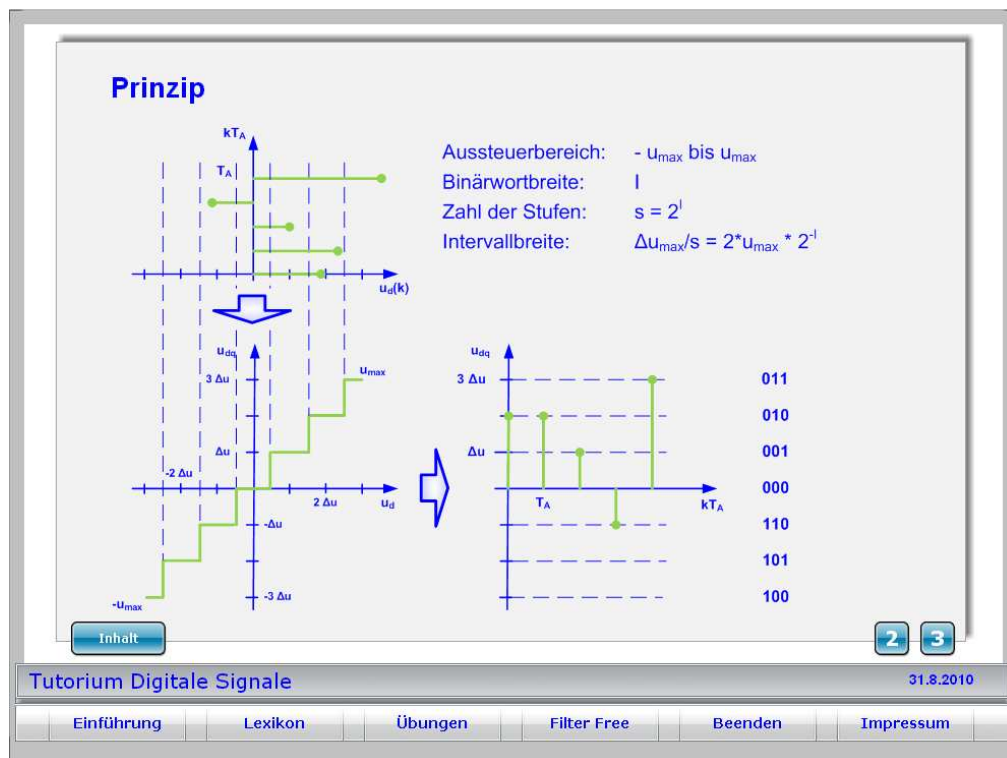 Prinzip
kT_A
T_A
u_d(k)
Aussteuerbereich: - u_max bis u_max
Binärwortbreite: l
Zahl der Stufen: s = 2^l
Intervallbreite: Δu_max/s = 2*u_max * 2^-l
u_dq
3 Δu
u_max
Δu
-2 Δu
2 Δu
u_d
-Δu
-3 Δu
-u_max
u_dq
3 Δu
Δu
T_A
kT_A
011
010
001
000
110
101
100
Inhalt
2 3
Tutorium Digitale Signale 31.8.2010
Einführung Lexikon Übungen Filter Free Beenden Impressum